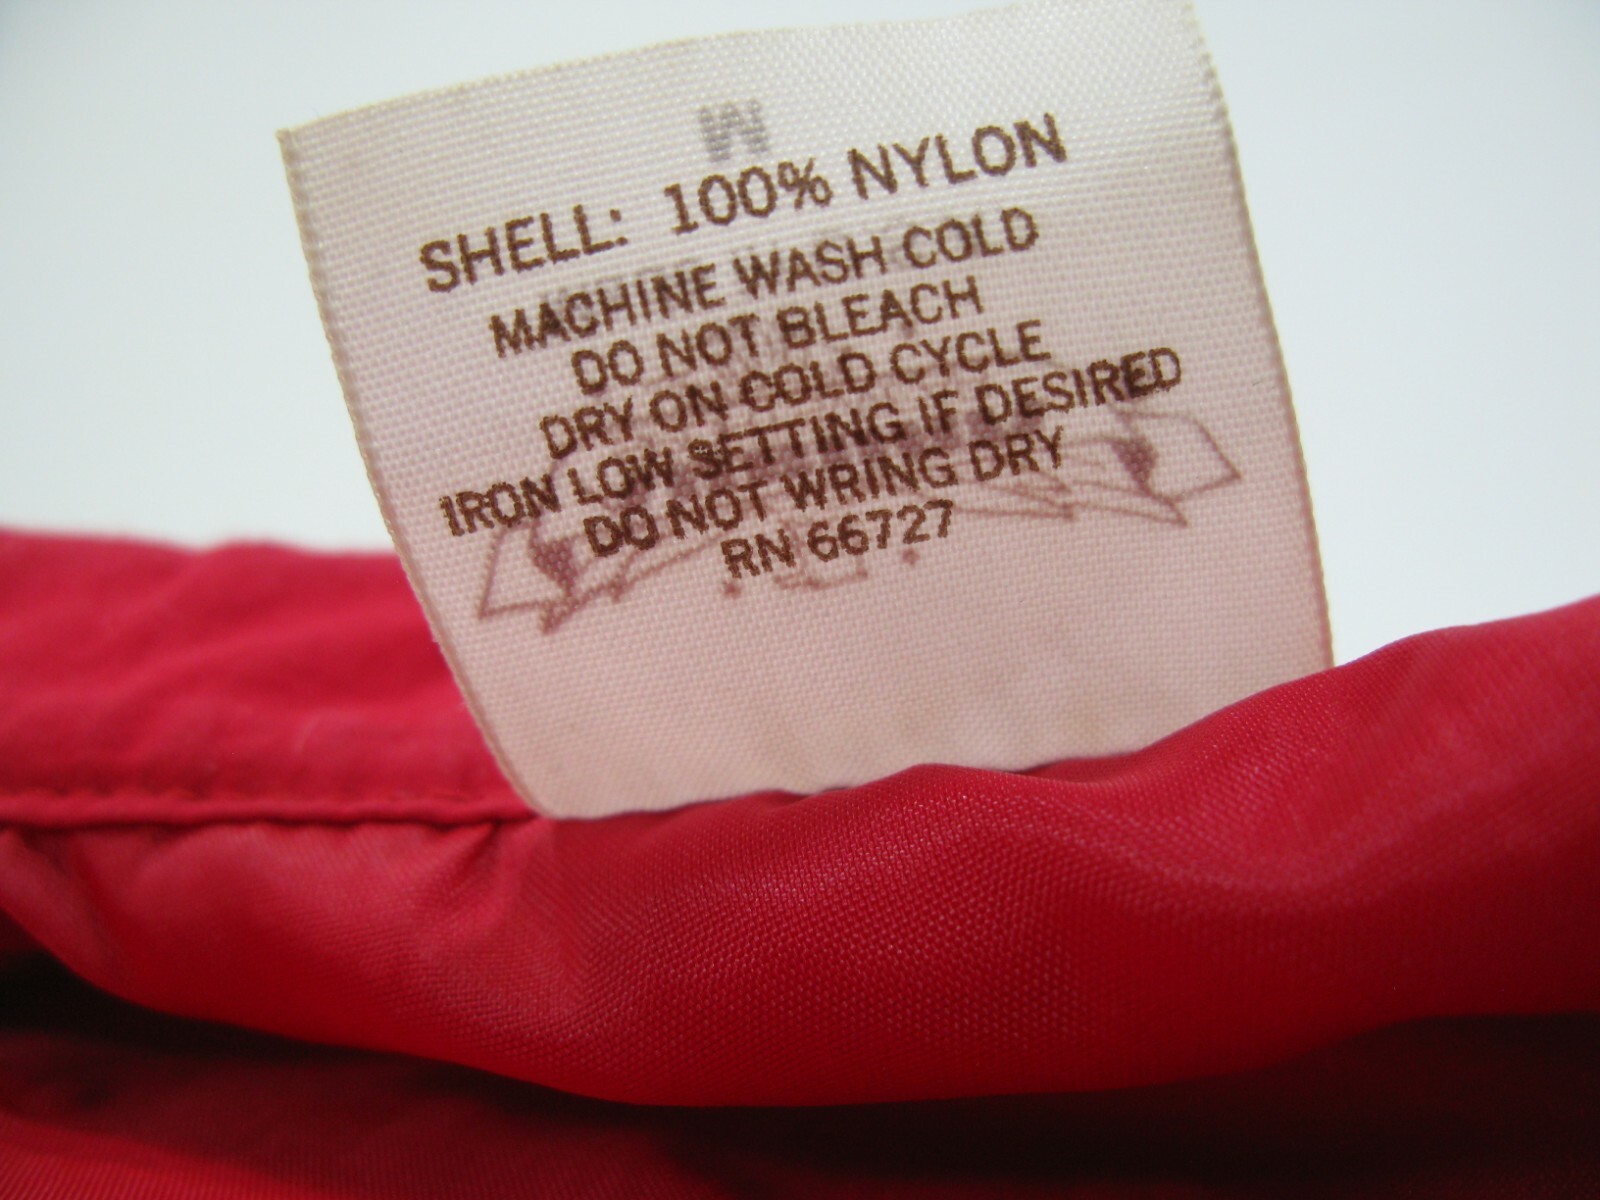 M
SHELL: 100% NYLON
MACHINE WASH COLD
DO NOT BLEACH
DRY ON COLD CYCLE
IRON LOW SETTING IF DESIRED
DO NOT WRING DRY
RN 66727